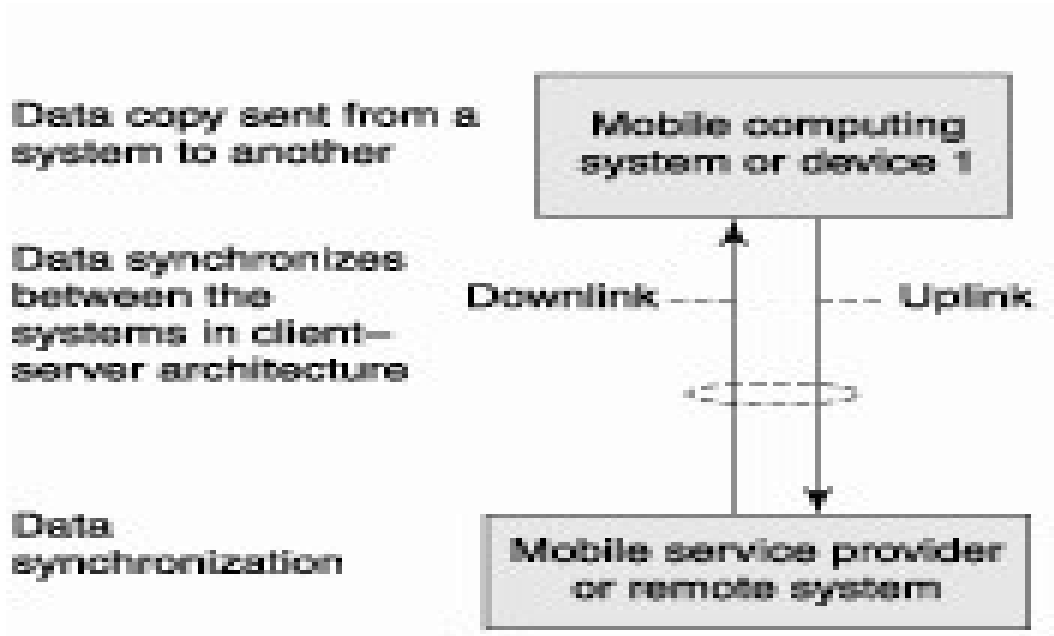 Data copy sent from a
system to another
Mobile computing
system or device 1
Data synchronizes
between the
systems in client–
server architecture
Downlink
Uplink
Data
synchronization
Mobile service provider
or remote system